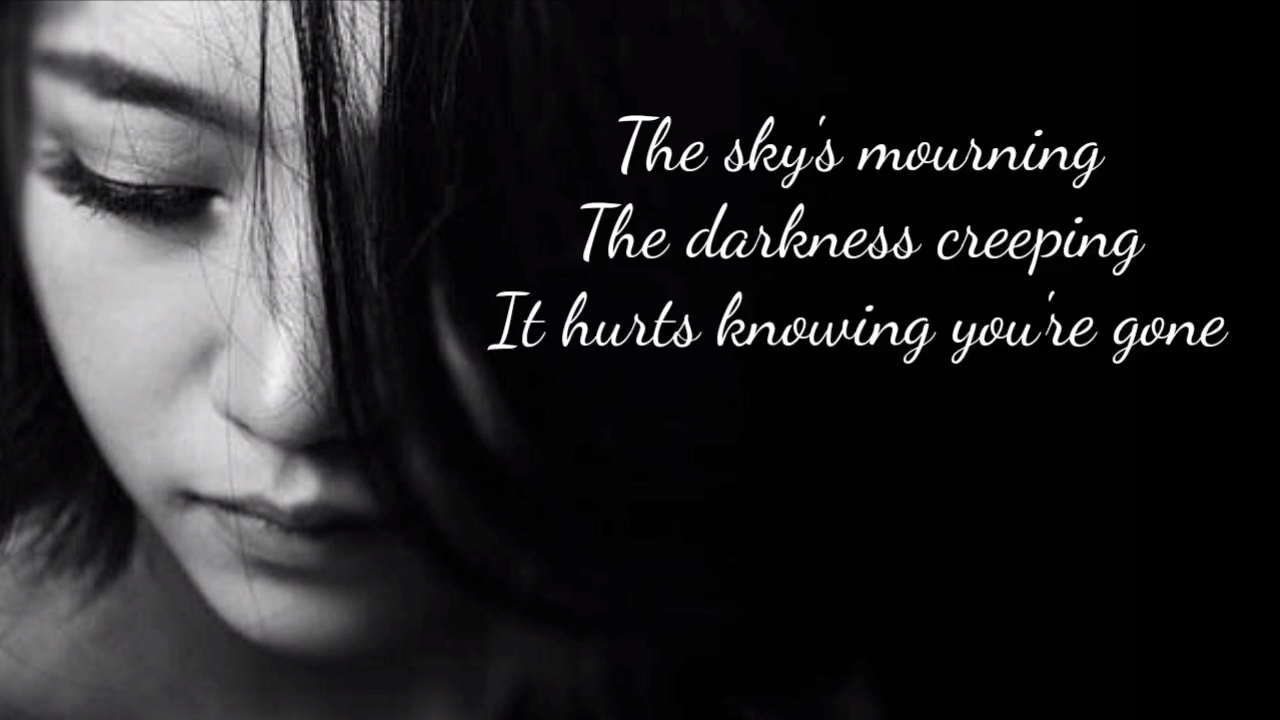 The sky's mourning
The darkness creeping
It hurts knowing you're gone